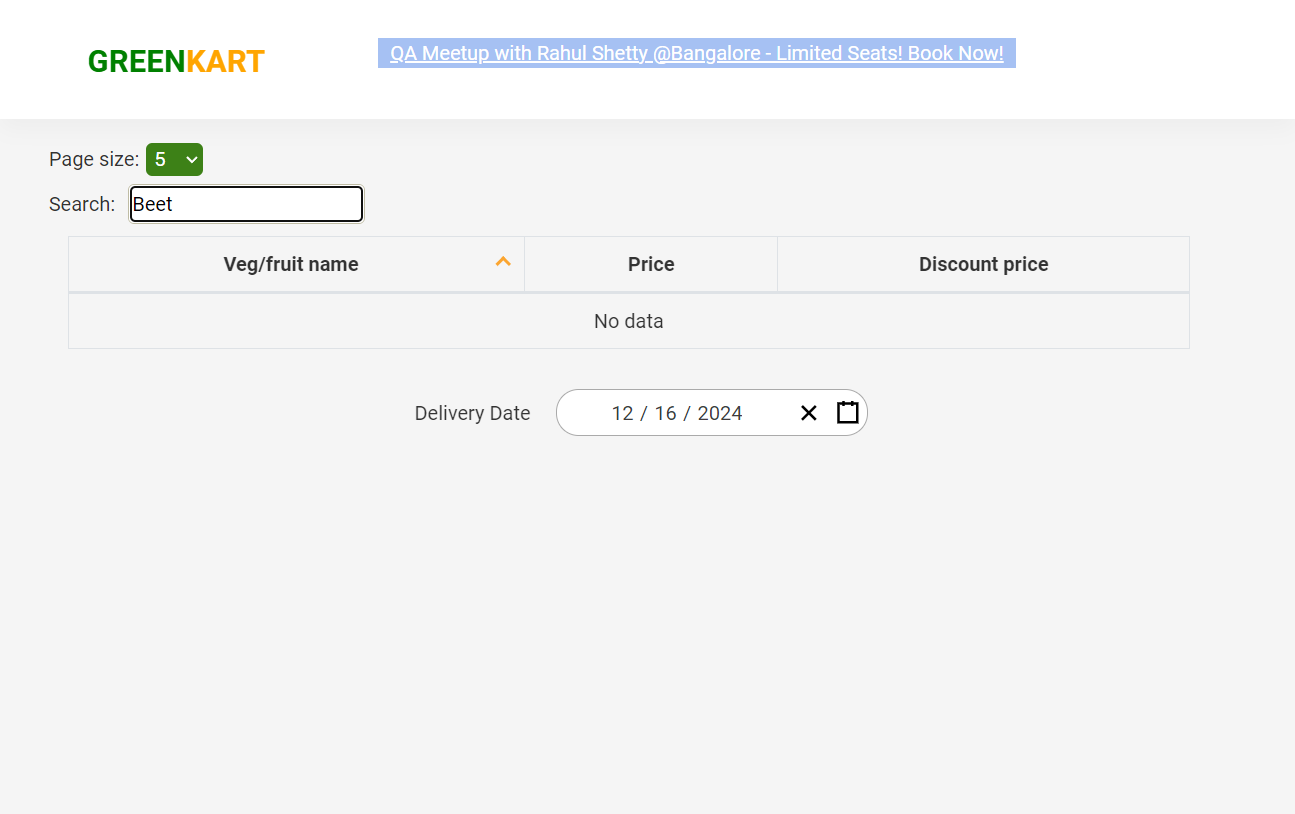 GREENKART
QA Meetup with Rahul Shetty @Bangalore - Limited Seats! Book Now!
Page size: 5
Search: Beet
Veg/fruit name Price Discount price
No data
Delivery Date 12 / 16 / 2024